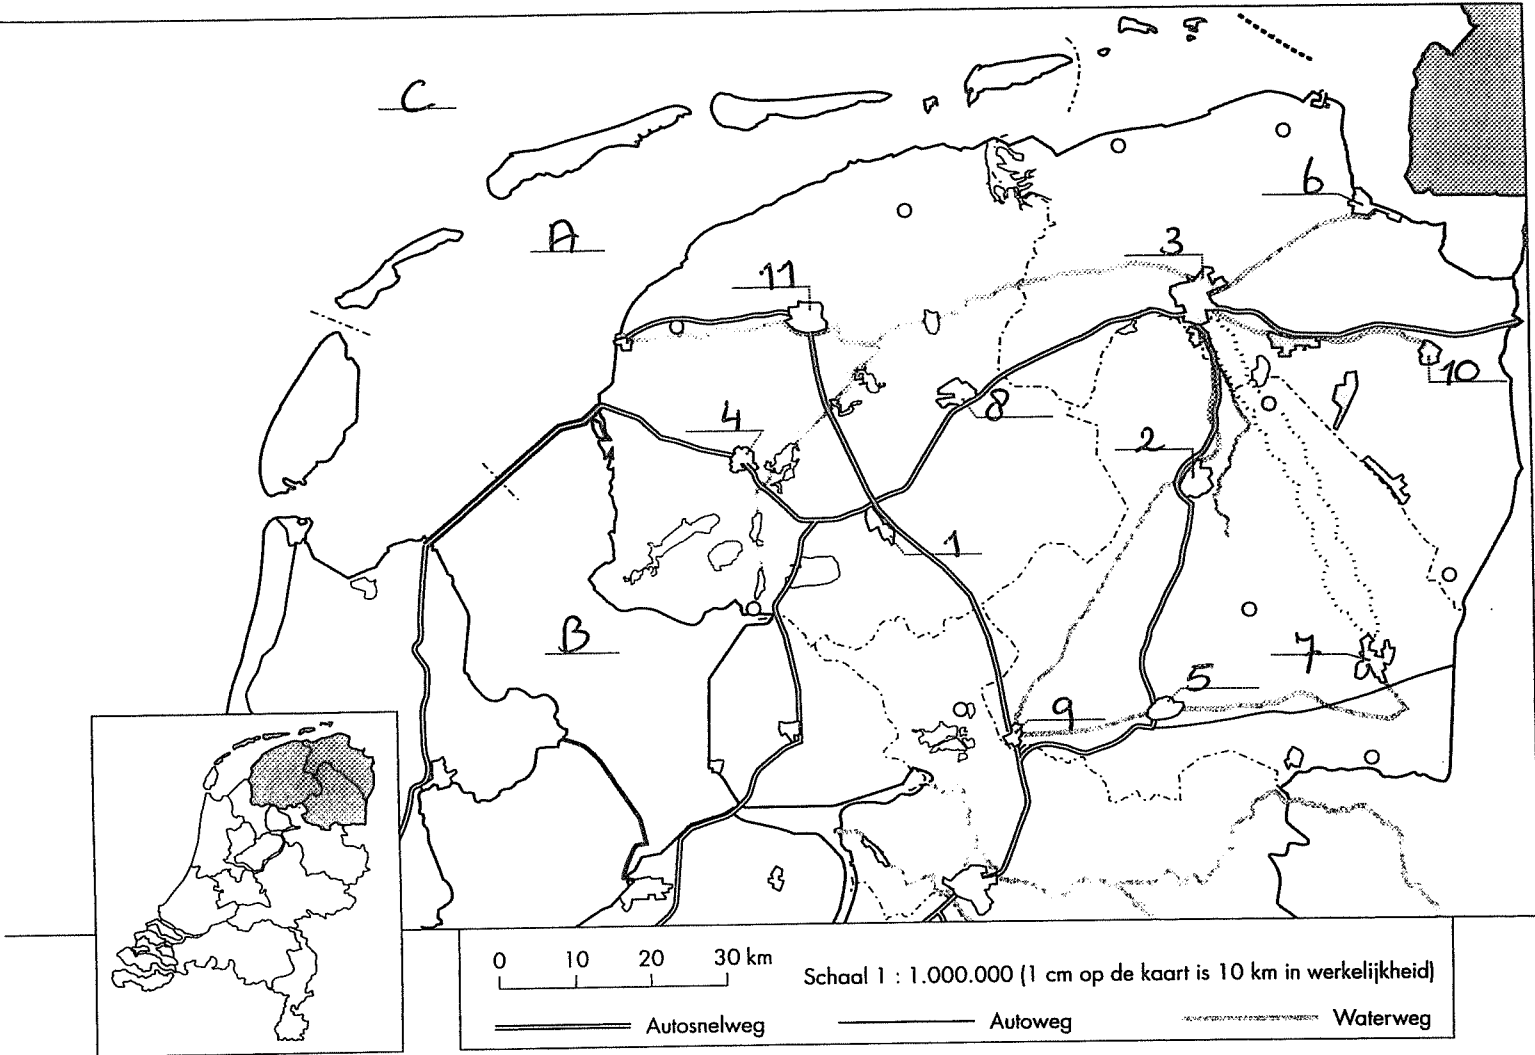 C
6
A
3
11
10
4
8
2
1
B
7
5
9
0 10 20 30 km
Schaal 1 : 1.000.000 (1 cm op de kaart is 10 km in werkelijkheid)
Autosnelweg Autoweg Waterweg